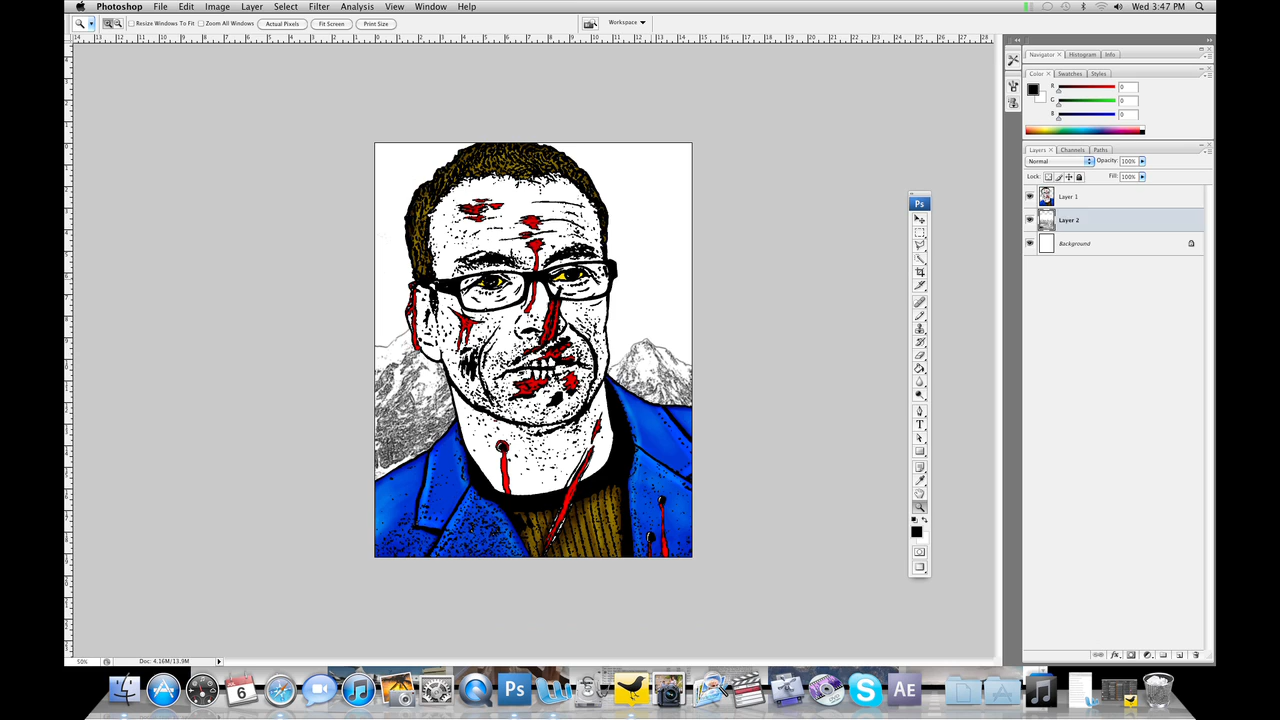 Photoshop File Edit Image Layer Select Filter Analysis View Window Help Wed 3:47 PM
Resize Windows To Fit Zoom All Windows Actual Pixels Fit Screen Print Size Workspace
Navigator Histogram Info
Color Swatches Styles
R 0
G 0
B 0
Layers Channels Paths
Normal Opacity: 100%
Lock: Fill: 100%
Layer 1
Layer 2
Background
Ps
T
fx
50% Doc: 4.16M/13.9M
6
Ps
S
AE